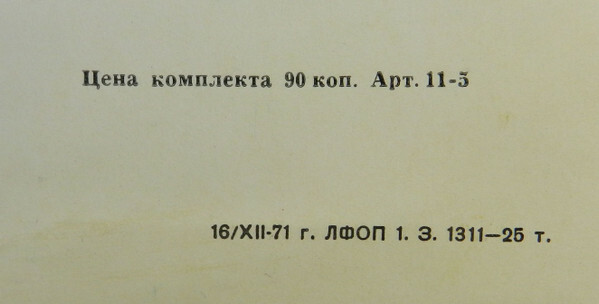 Цена комплекта 90 коп. Арт. 11-5
16/XII-71 г. ЛФОП 1. З. 1311—25 т.